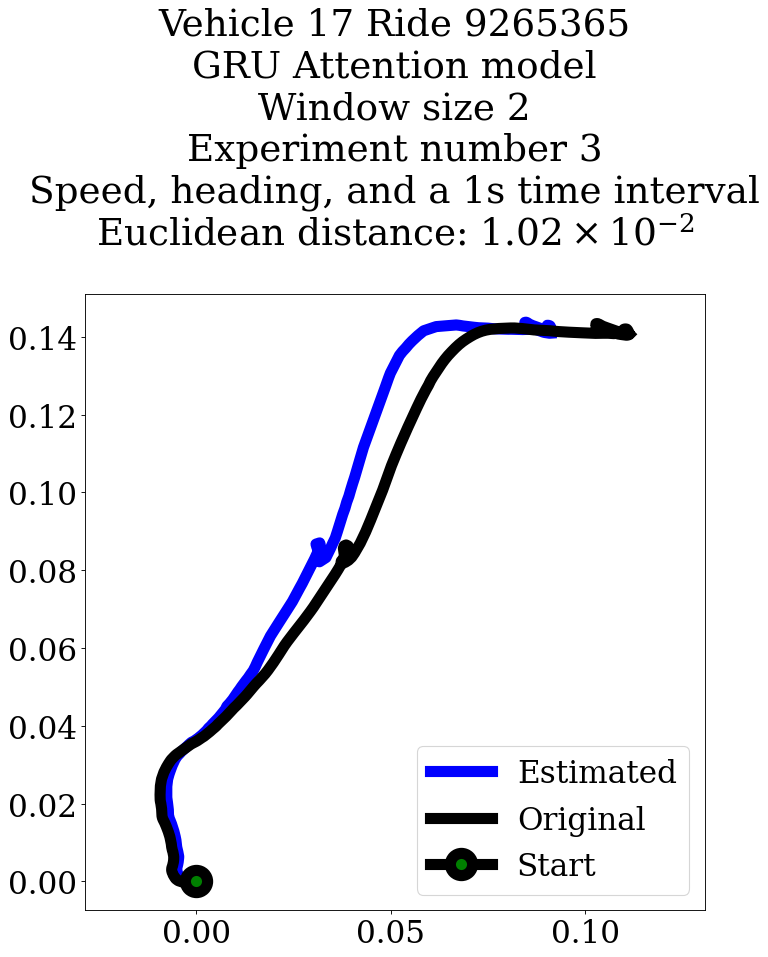 Vehicle 17 Ride 9265365
GRU Attention model
Window size 2
Experiment number 3
Speed, heading, and a 1s time interval
Euclidean distance: 1.02 × 10⁻²
0.14
0.12
0.10
0.08
0.06
0.04
0.02
0.00
Estimated
Original
Start
0.00 0.05 0.10